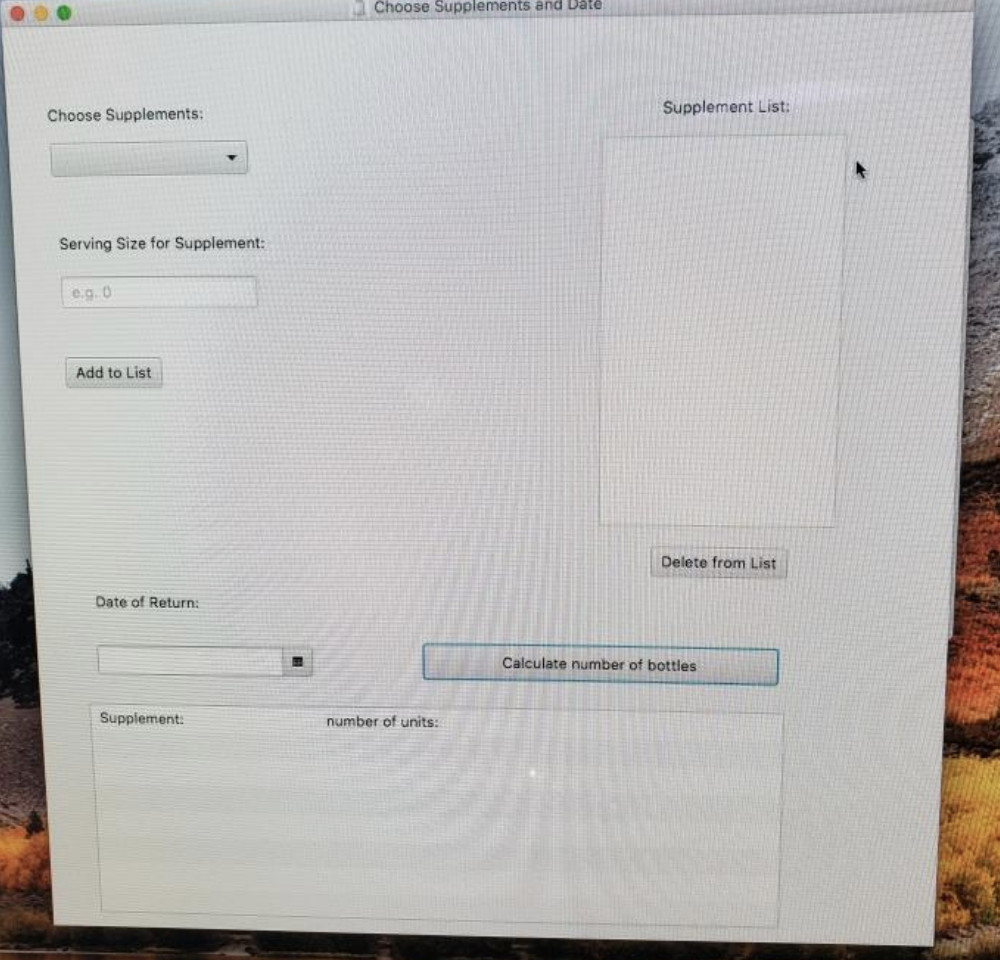 Choose Supplements and Date
Choose Supplements:
Supplement List:
Serving Size for Supplement:
e.g. 0
Add to List
Delete from List
Date of Return:
Calculate number of bottles
Supplement:
number of units: